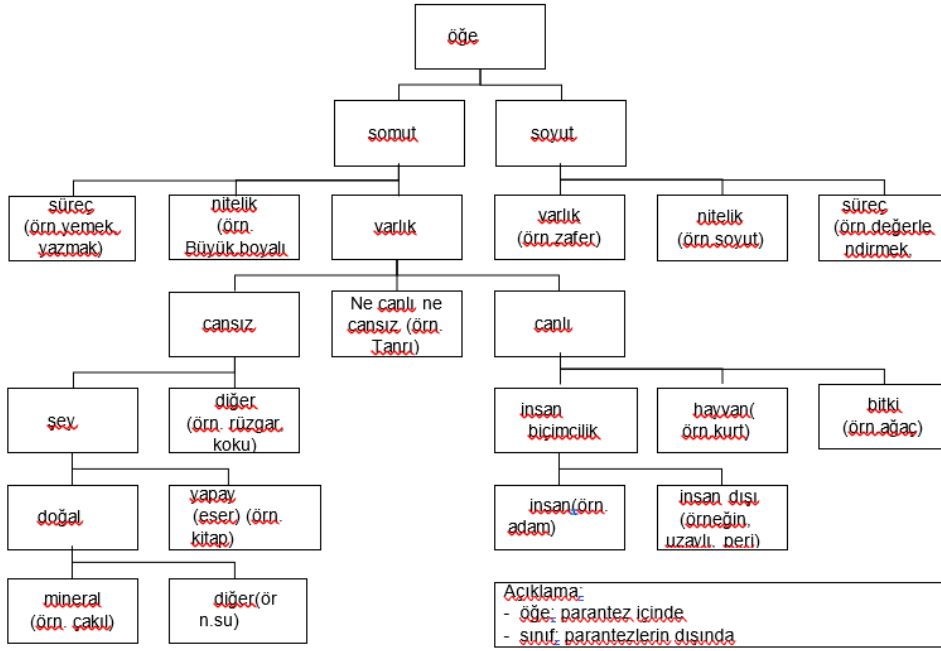 öğe
somut
soyut
süreç
(örn.yemek,
yazmak)
nitelik
(örn.
Büyük,boyalı
varlık
varlık
(örn.zafer)
nitelik
(örn.soyut)
süreç
(örn.değerle
ndirmek,
cansız
Ne canlı ne
cansız (örn.
Tanrı)
canlı
şey
diğer
(örn. rüzgar,
koku)
insan
biçimcilik
hayvan(
örn.kurt)
bitki
(örn.ağaç)
doğal
yapay
(eser) (örn.
kitap)
insan(örn.
adam)
insan dışı
(örneğin,
uzaylı, peri)
mineral
(örn. çakıl)
diğer(ör
n.su)
Açıklama:
- öğe: parantez içinde
- sınıf: parantezlerin dışında